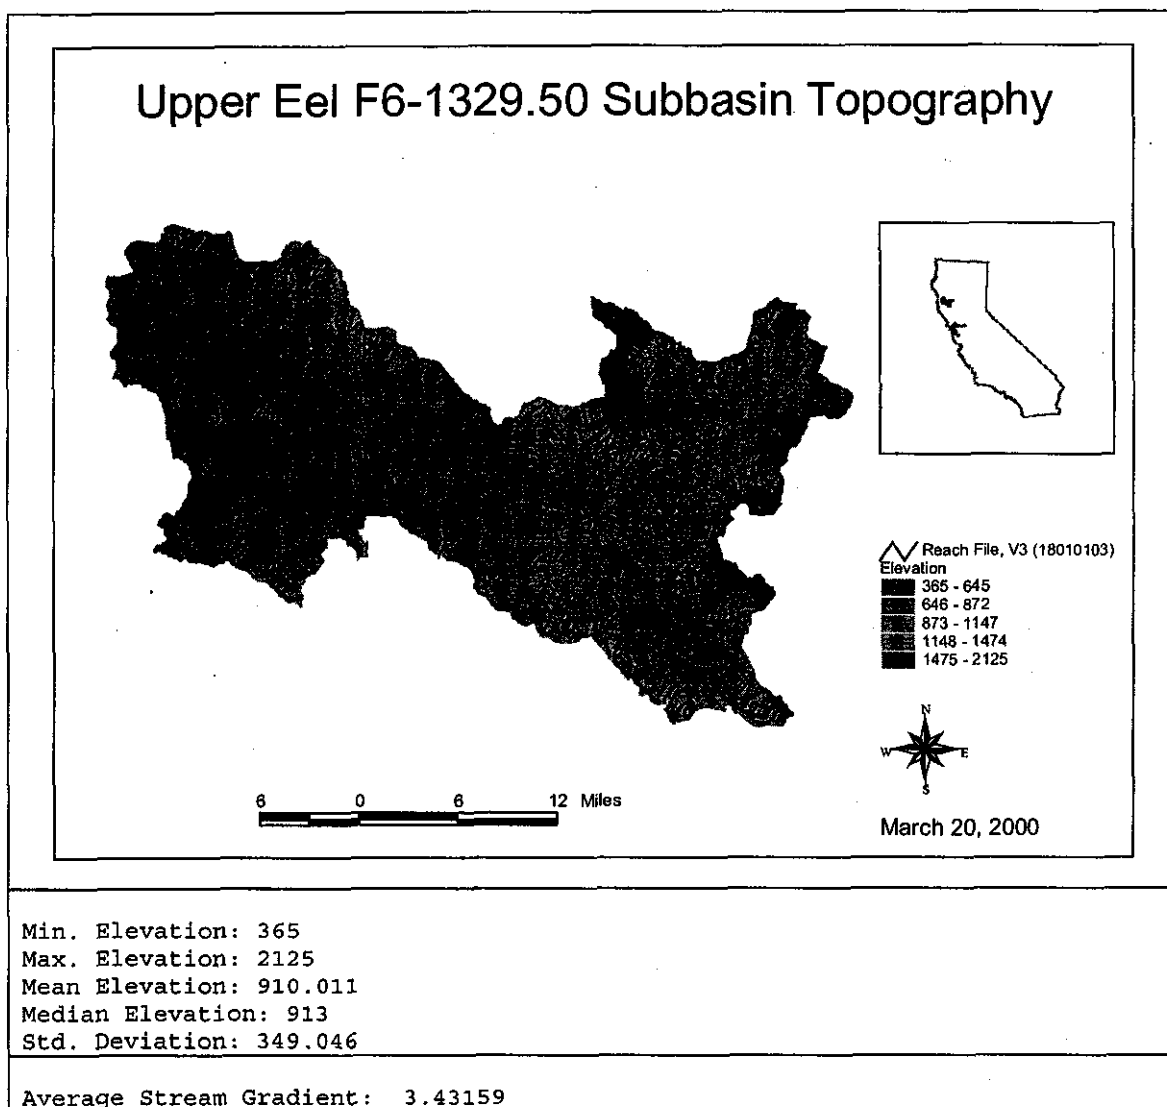 Upper Eel F6-1329.50 Subbasin Topography
Reach File, V3 (18010103)
Elevation
365 - 645
646 - 872
873 - 1147
1148 - 1474
1475 - 2125
N
W E
S
6 0 6 12 Miles
March 20, 2000
Min. Elevation: 365
Max. Elevation: 2125
Mean Elevation: 910.011
Median Elevation: 913
Std. Deviation: 349.046
Average Stream Gradient: 3.43159